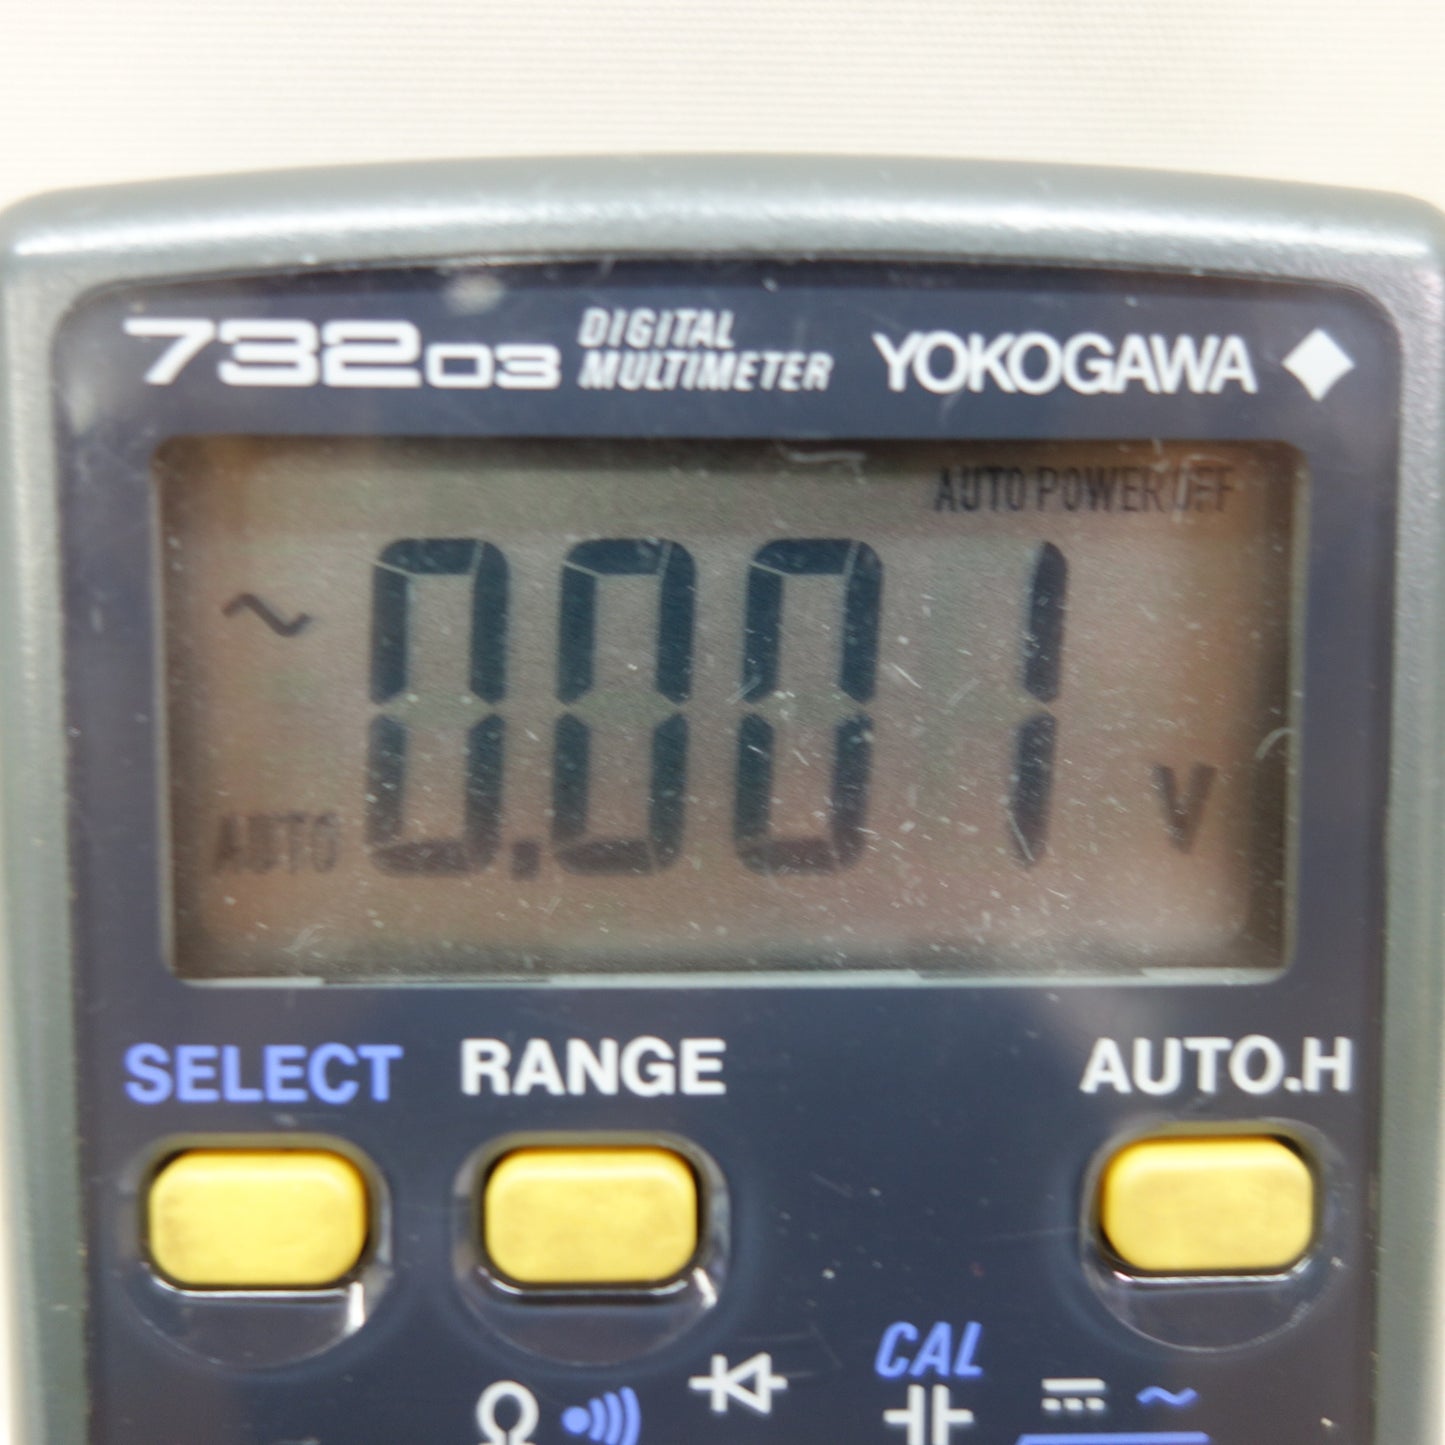 73203 DIGITAL MULTIMETER YOKOGAWA
AUTO POWER OFF
~ 0.001 V
AUTO
SELECT RANGE AUTO.H
CAL
Ω ~